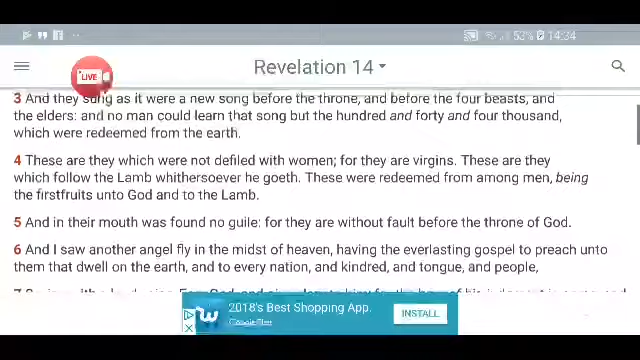 53% 14:34
LIVE
Revelation 14
3 And they sung as it were a new song before the throne, and before the four beasts, and
the elders: and no man could learn that song but the hundred and forty and four thousand,
which were redeemed from the earth.
4 These are they which were not defiled with women; for they are virgins. These are they
which follow the Lamb whithersoever he goeth. These were redeemed from among men, being
the firstfruits unto God and to the Lamb.
5 And in their mouth was found no guile: for they are without fault before the throne of God.
6 And I saw another angel fly in the midst of heaven, having the everlasting gospel to preach unto
them that dwell on the earth, and to every nation, and kindred, and tongue, and people,
2018's Best Shopping App.
INSTALL